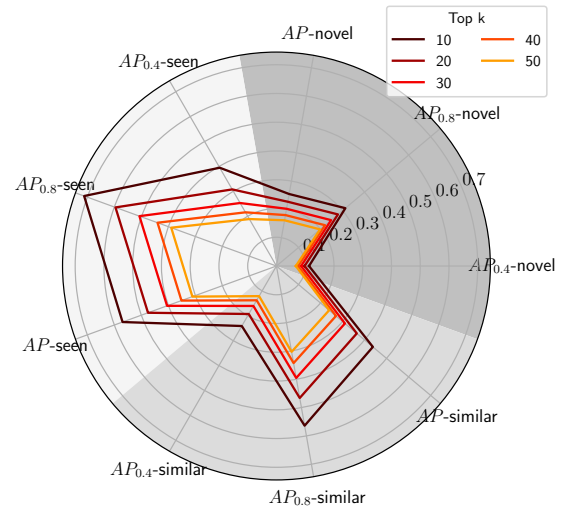 Top k
10
20
30
40
50
AP-novel
AP₀.₄-seen
AP₀.₈-novel
0.7
0.6
0.5
0.4
0.3
0.2
0.1
AP₀.₈-seen
AP₀.₄-novel
AP-seen
AP-similar
AP₀.₄-similar
AP₀.₈-similar